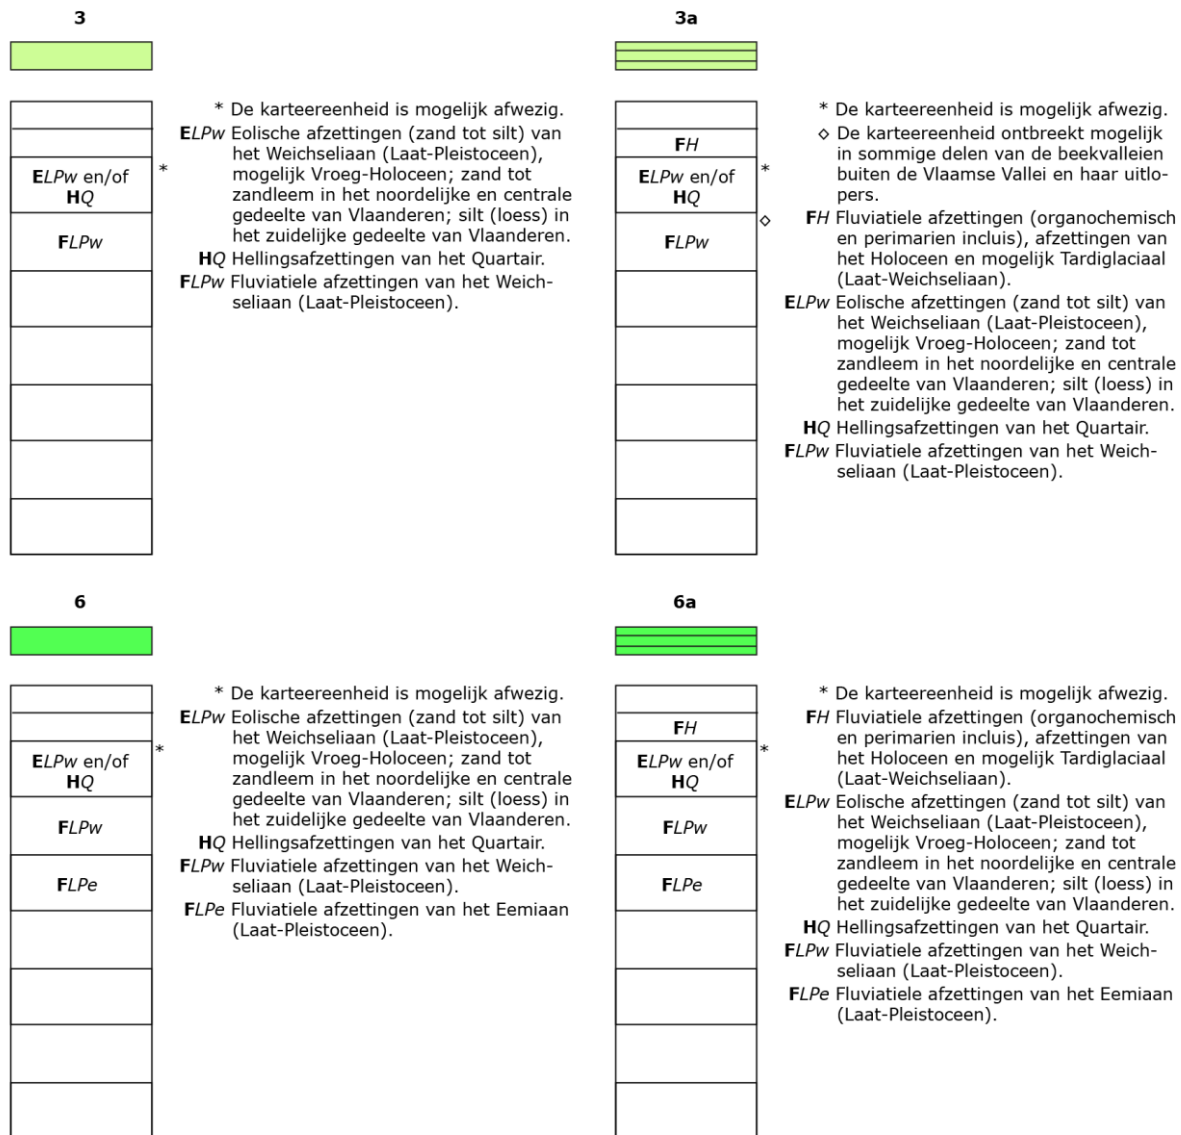 3
ELPw en/of
HQ
*
FLPw
* De karteereenheid is mogelijk afwezig.
ELPw Eolische afzettingen (zand tot silt) van
het Weichseliaan (Laat-Pleistoceen),
mogelijk Vroeg-Holoceen; zand tot
zandleem in het noordelijke en centrale
gedeelte van Vlaanderen; silt (loess) in
het zuidelijke gedeelte van Vlaanderen.
HQ Hellingsafzettingen van het Quartair.
FLPw Fluviatiele afzettingen van het Weich-
seliaan (Laat-Pleistoceen).
3a
FH
ELPw en/of
HQ
*
FLPw
◇
* De karteereenheid is mogelijk afwezig.
◇ De karteereenheid ontbreekt mogelijk
in sommige delen van de beekvalleien
buiten de Vlaamse Vallei en haar uitlo-
pers.
FH Fluviatiele afzettingen (organochemisch
en perimarien incluis), afzettingen van
het Holoceen en mogelijk Tardiglaciaal
(Laat-Weichseliaan).
ELPw Eolische afzettingen (zand tot silt) van
het Weichseliaan (Laat-Pleistoceen),
mogelijk Vroeg-Holoceen; zand tot
zandleem in het noordelijke en centrale
gedeelte van Vlaanderen; silt (loess) in
het zuidelijke gedeelte van Vlaanderen.
HQ Hellingsafzettingen van het Quartair.
FLPw Fluviatiele afzettingen van het Weich-
seliaan (Laat-Pleistoceen).
6
ELPw en/of
HQ
*
FLPw
FLPe
* De karteereenheid is mogelijk afwezig.
ELPw Eolische afzettingen (zand tot silt) van
het Weichseliaan (Laat-Pleistoceen),
mogelijk Vroeg-Holoceen; zand tot
zandleem in het noordelijke en centrale
gedeelte van Vlaanderen; silt (loess) in
het zuidelijke gedeelte van Vlaanderen.
HQ Hellingsafzettingen van het Quartair.
FLPw Fluviatiele afzettingen van het Weich-
seliaan (Laat-Pleistoceen).
FLPe Fluviatiele afzettingen van het Eemiaan
(Laat-Pleistoceen).
6a
FH
ELPw en/of
HQ
*
FLPw
FLPe
* De karteereenheid is mogelijk afwezig.
FH Fluviatiele afzettingen (organochemisch
en perimarien incluis), afzettingen van
het Holoceen en mogelijk Tardiglaciaal
(Laat-Weichseliaan).
ELPw Eolische afzettingen (zand tot silt) van
het Weichseliaan (Laat-Pleistoceen),
mogelijk Vroeg-Holoceen; zand tot
zandleem in het noordelijke en centrale
gedeelte van Vlaanderen; silt (loess) in
het zuidelijke gedeelte van Vlaanderen.
HQ Hellingsafzettingen van het Quartair.
FLPw Fluviatiele afzettingen van het Weich-
seliaan (Laat-Pleistoceen).
FLPe Fluviatiele afzettingen van het Eemiaan
(Laat-Pleistoceen).